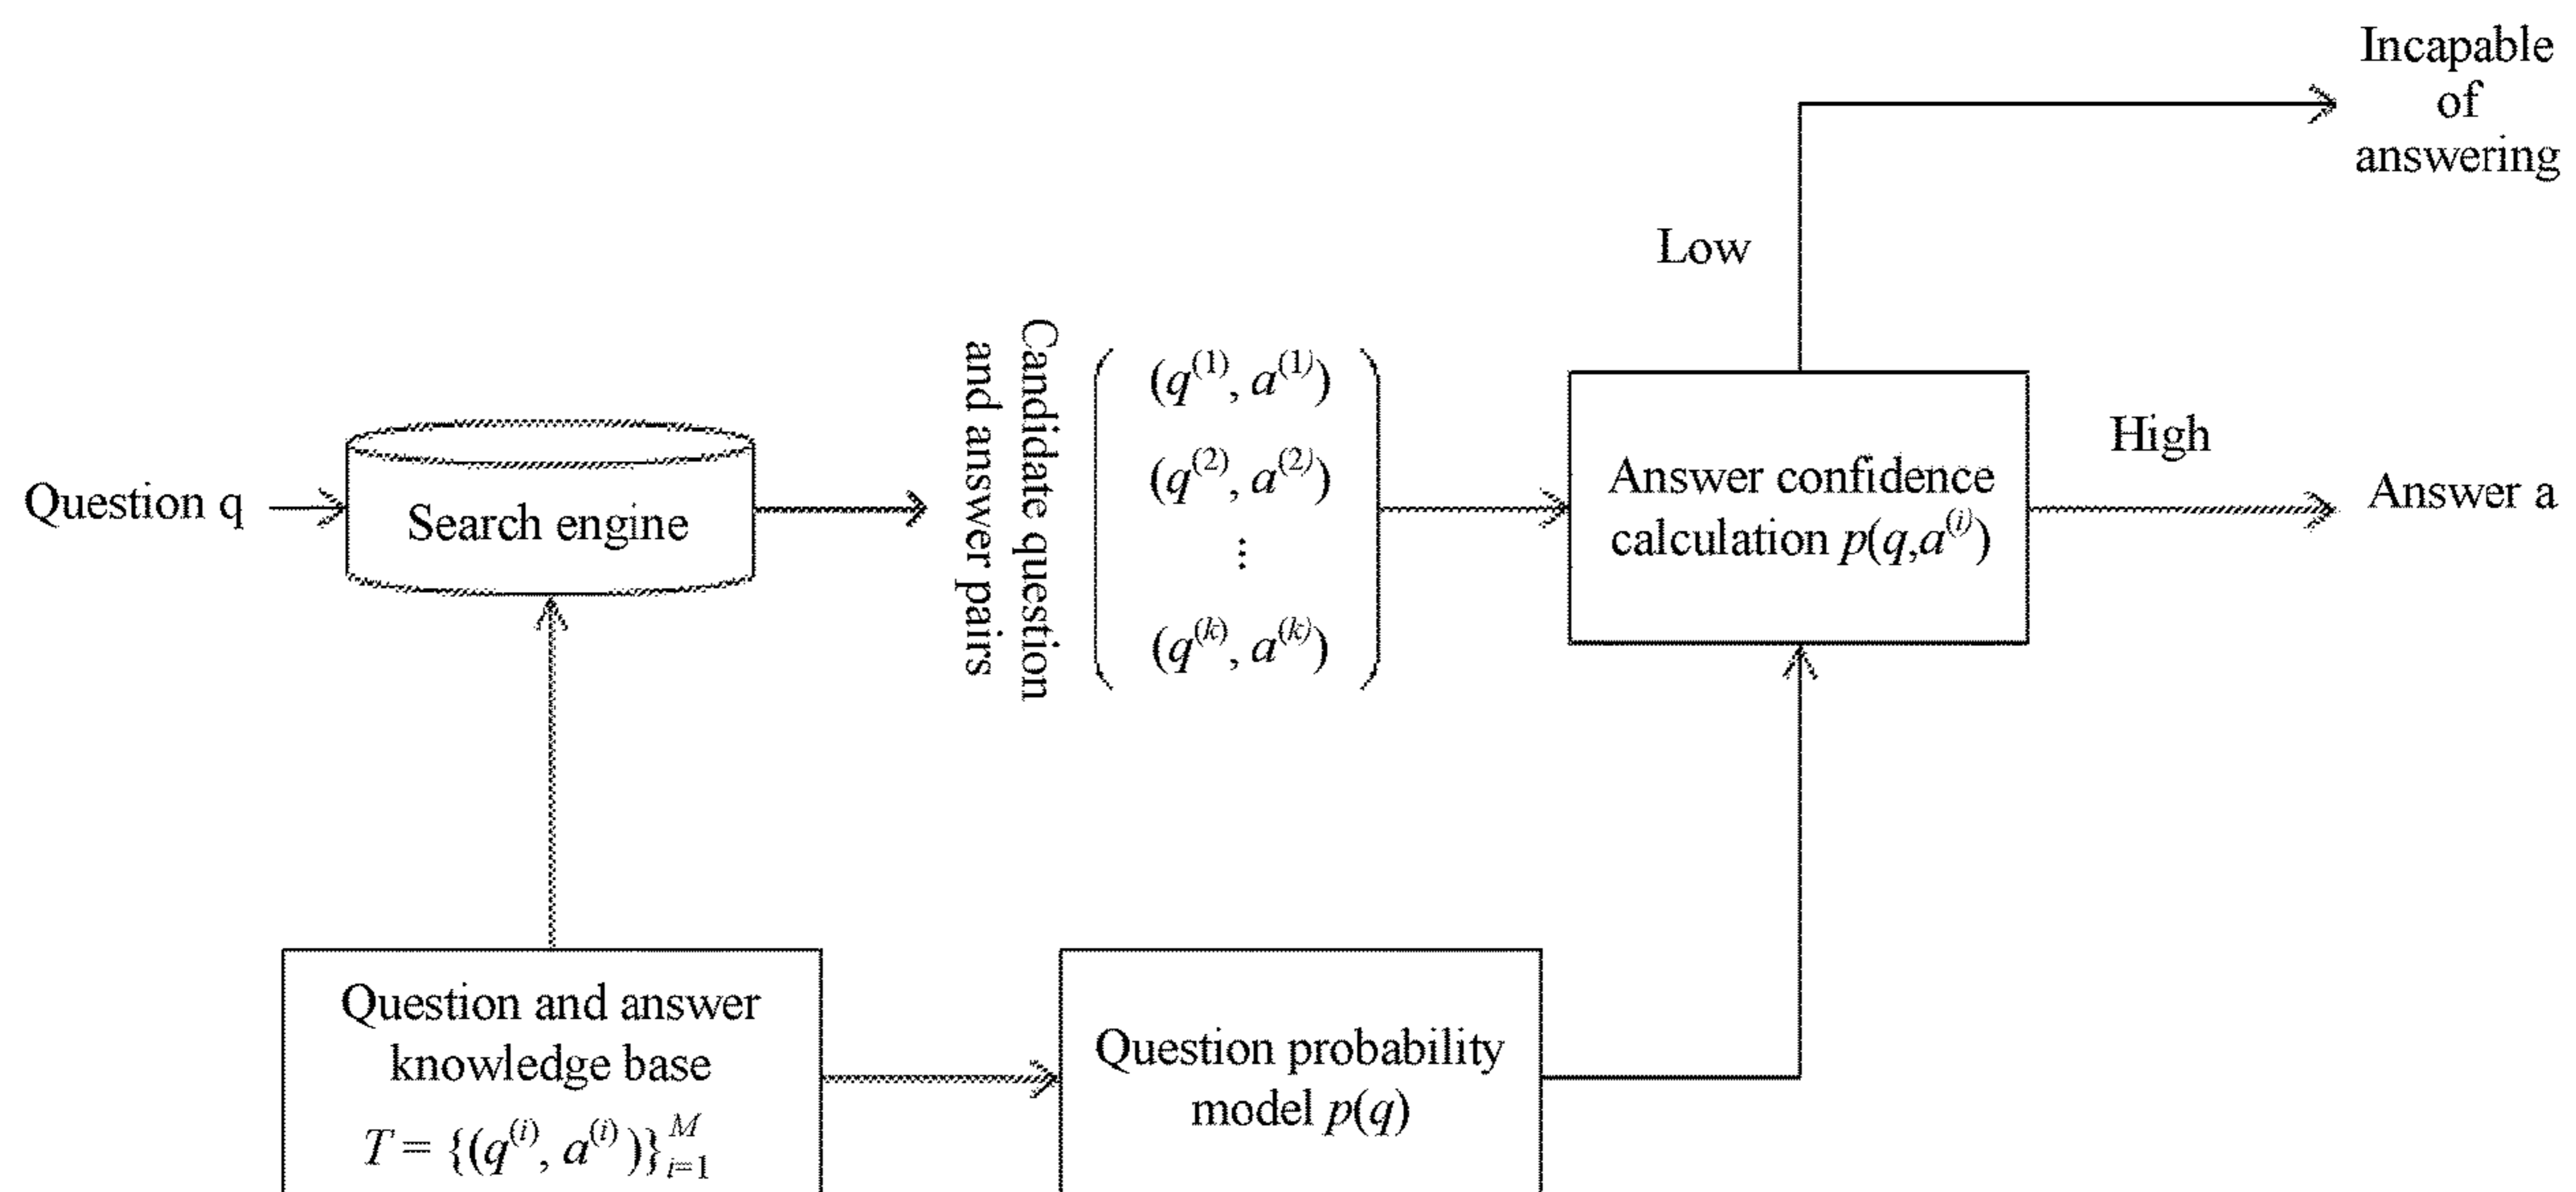 Incapable
of
answering
Low
High
Question q
Search engine
Candidate question
and answer pairs
(q^(1), a^(1))
(q^(2), a^(2))
⋮
(q^(k), a^(k))
Answer confidence
calculation p(q,a^(i))
Answer a
Question and answer
knowledge base
T = {(q^(i), a^(i))}_{i=1}^M
Question probability
model p(q)